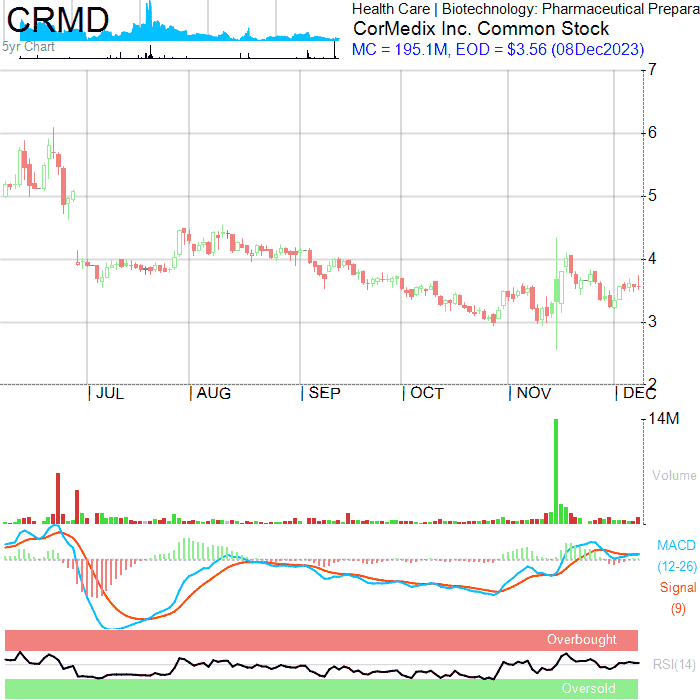 CRMD
Health Care | Biotechnology: Pharmaceutical Prepara
CorMedix Inc. Common Stock
5yr Chart
MC = 195.1M, EOD = $3.56 (08Dec2023)
7
6
5
4
3
2
JUL
AUG
SEP
OCT
NOV
DEC
14M
Volume
MACD
(12-26)
Signal
(9)
Overbought
RSI(14)
Oversold